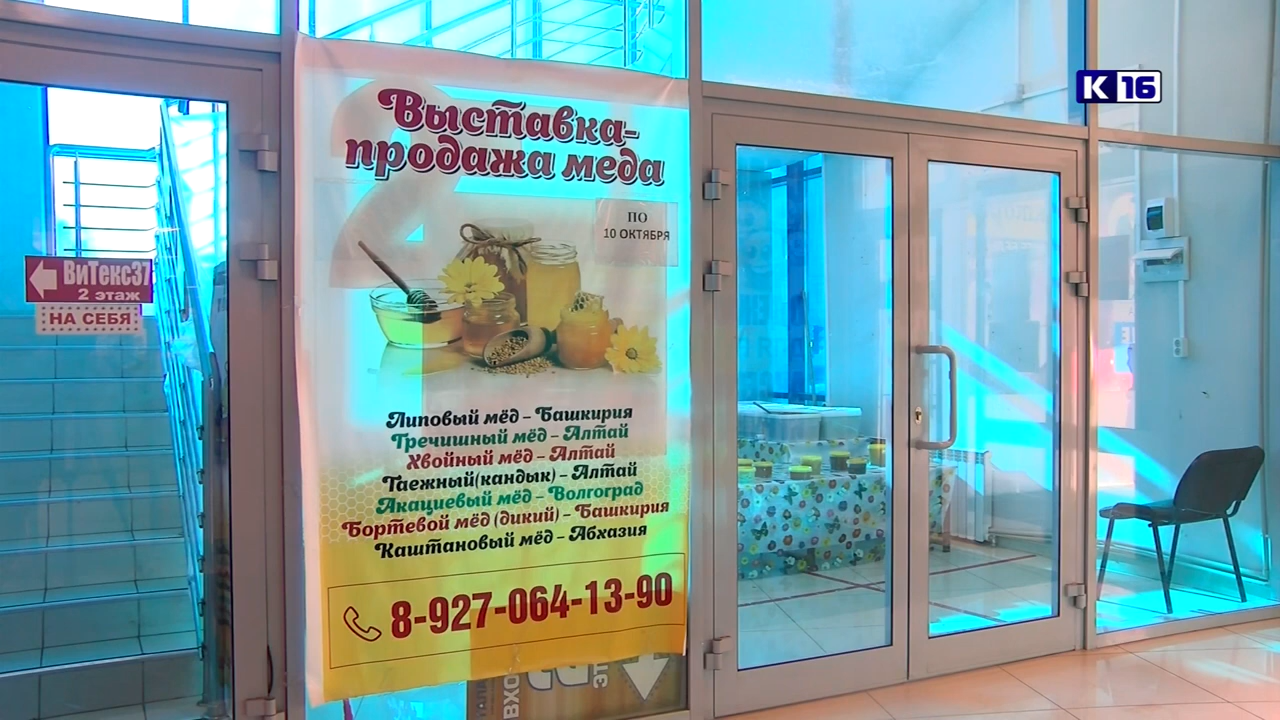 К 16
Выставка-
продажа меда
ПО
10 ОКТЯБРЯ
ВиТекс37
2 этаж
НА СЕБЯ
Липовый мёд – Башкирия
Гречишный мёд – Алтай
Хвойный мёд – Алтай
Таежный(кандык) – Алтай
Акациевый мёд – Волгоград
Бортевой мёд (дикий) – Башкирия
Каштановый мёд – Абхазия
8-927-064-13-90